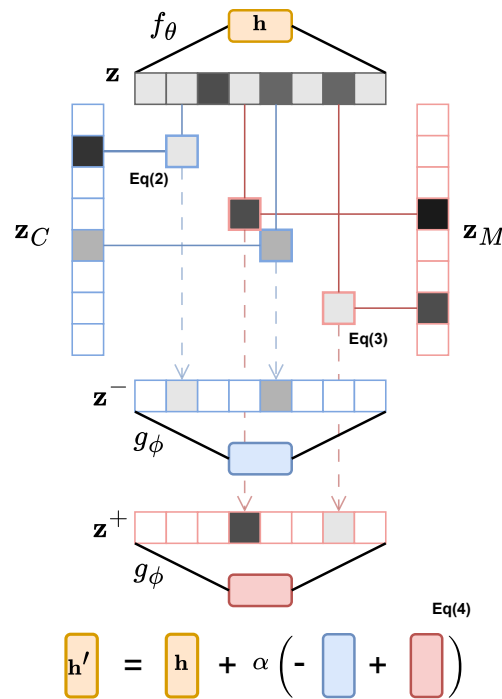 f_θ
h
z
Eq(2)
z_C
z_M
Eq(3)
z^-
g_ϕ
z^+
g_ϕ
Eq(4)
h′ = h + α ( - + )